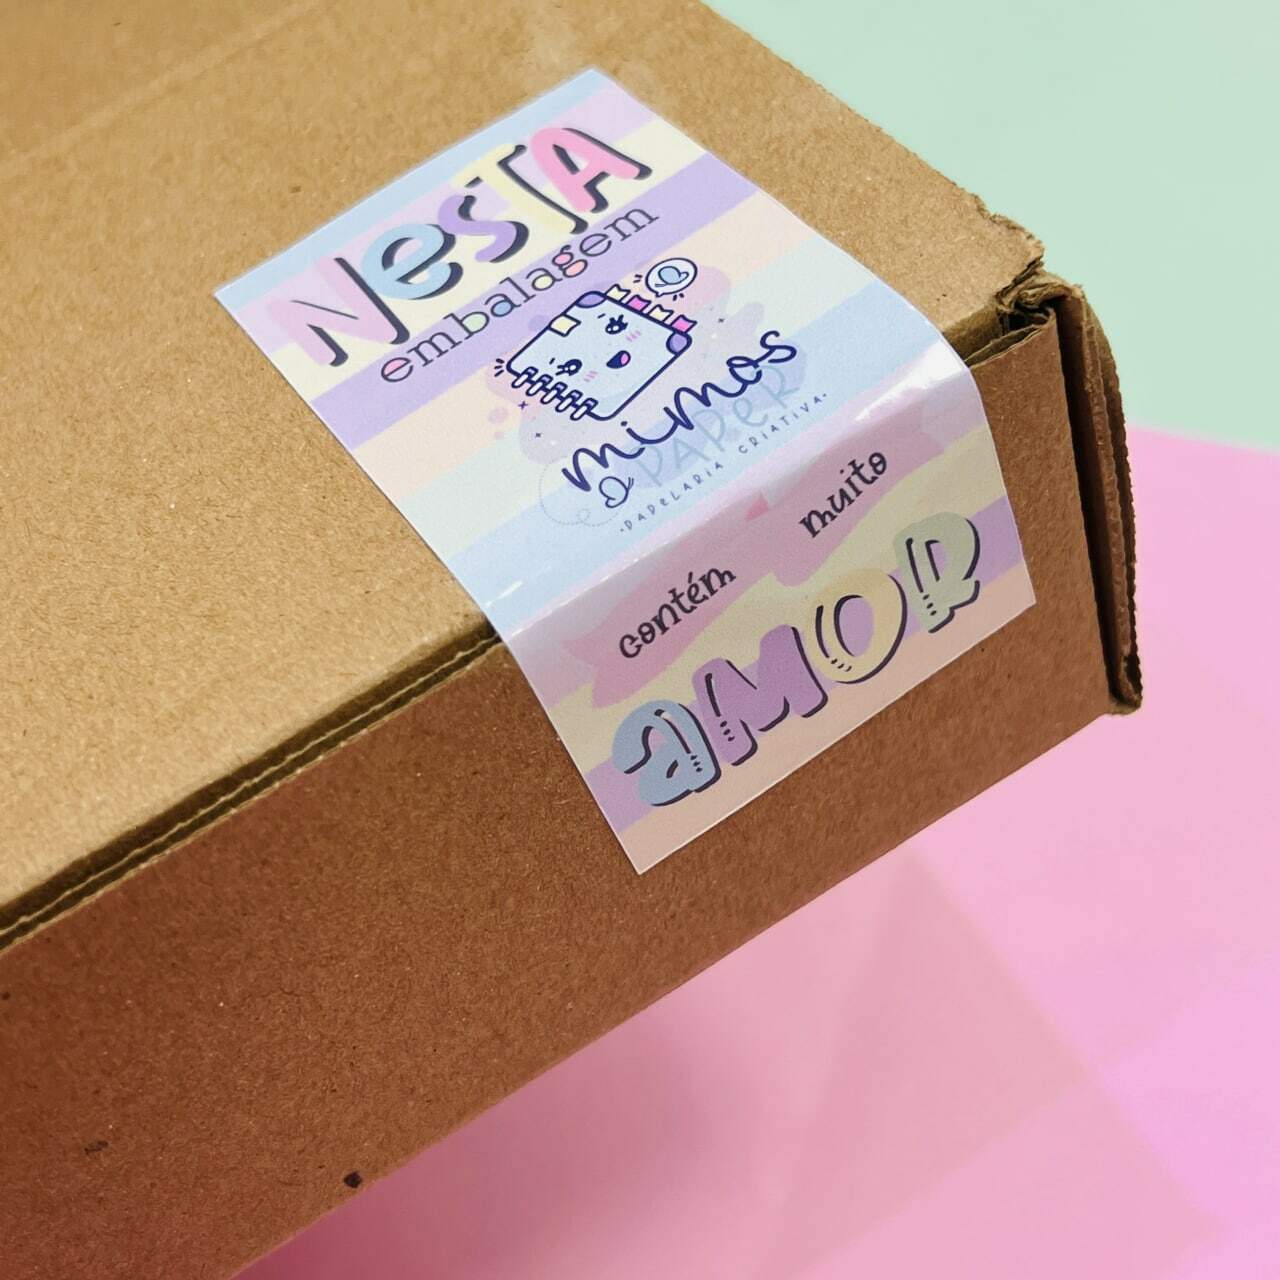 NeSTA
embalagem
mimos
PAPeR
•PAPeLARIA CRIATIVA•
contém muito
aMOR